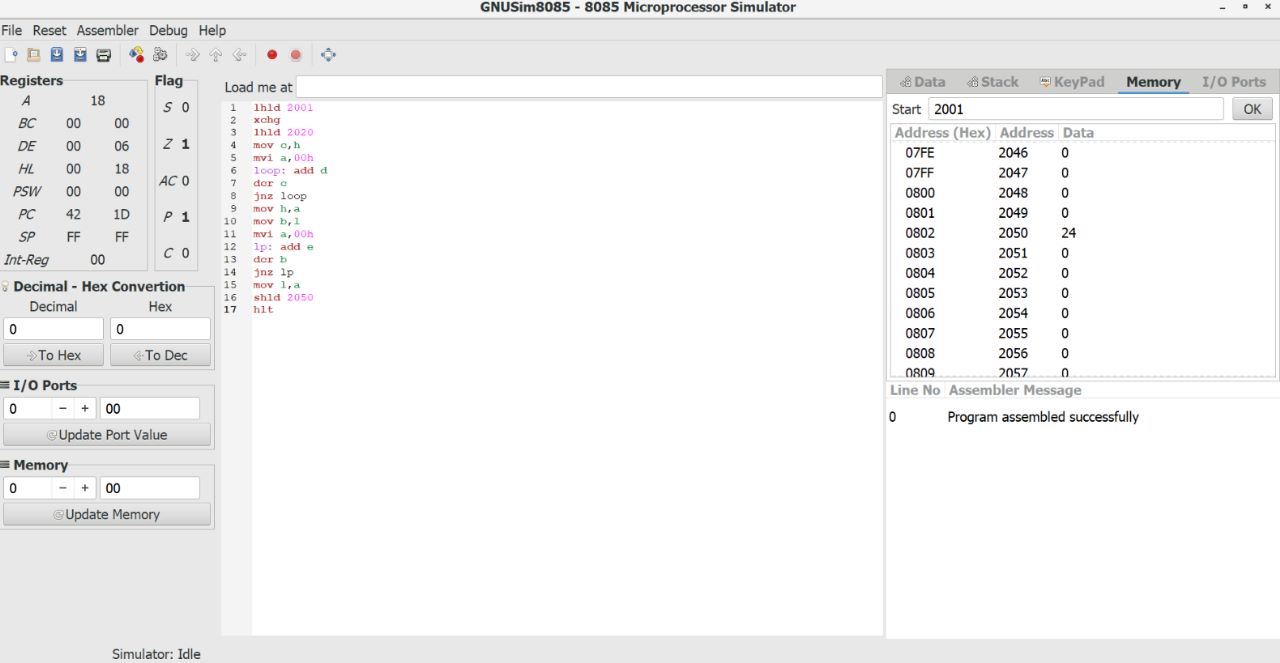 GNUSim8085 - 8085 Microprocessor Simulator
File Reset Assembler Debug Help
Registers
A 18
BC 00 00
DE 00 06
HL 00 18
PSW 00 00
PC 42 1D
SP FF FF
Int-Reg 00
Flag
S 0
Z 1
AC 0
P 1
C 0
Decimal - Hex Convertion
Decimal Hex
0 0
To Hex To Dec
I/O Ports
0 − + 00
Update Port Value
Memory
0 − + 00
Update Memory
Load me at
1 lhld 2001
2 xchg
3 lhld 2020
4 mov c,h
5 mvi a,00h
6 loop: add d
7 dcr c
8 jnz loop
9 mov h,a
10 mov b,l
11 mvi a,00h
12 lp: add e
13 dcr b
14 jnz lp
15 mov l,a
16 shld 2050
17 hlt
Data Stack KeyPad Memory I/O Ports
Start 2001 OK
Address (Hex) Address Data
07FE 2046 0
07FF 2047 0
0800 2048 0
0801 2049 0
0802 2050 24
0803 2051 0
0804 2052 0
0805 2053 0
0806 2054 0
0807 2055 0
0808 2056 0
0809 2057 0
Line No Assembler Message
0 Program assembled successfully
Simulator: Idle